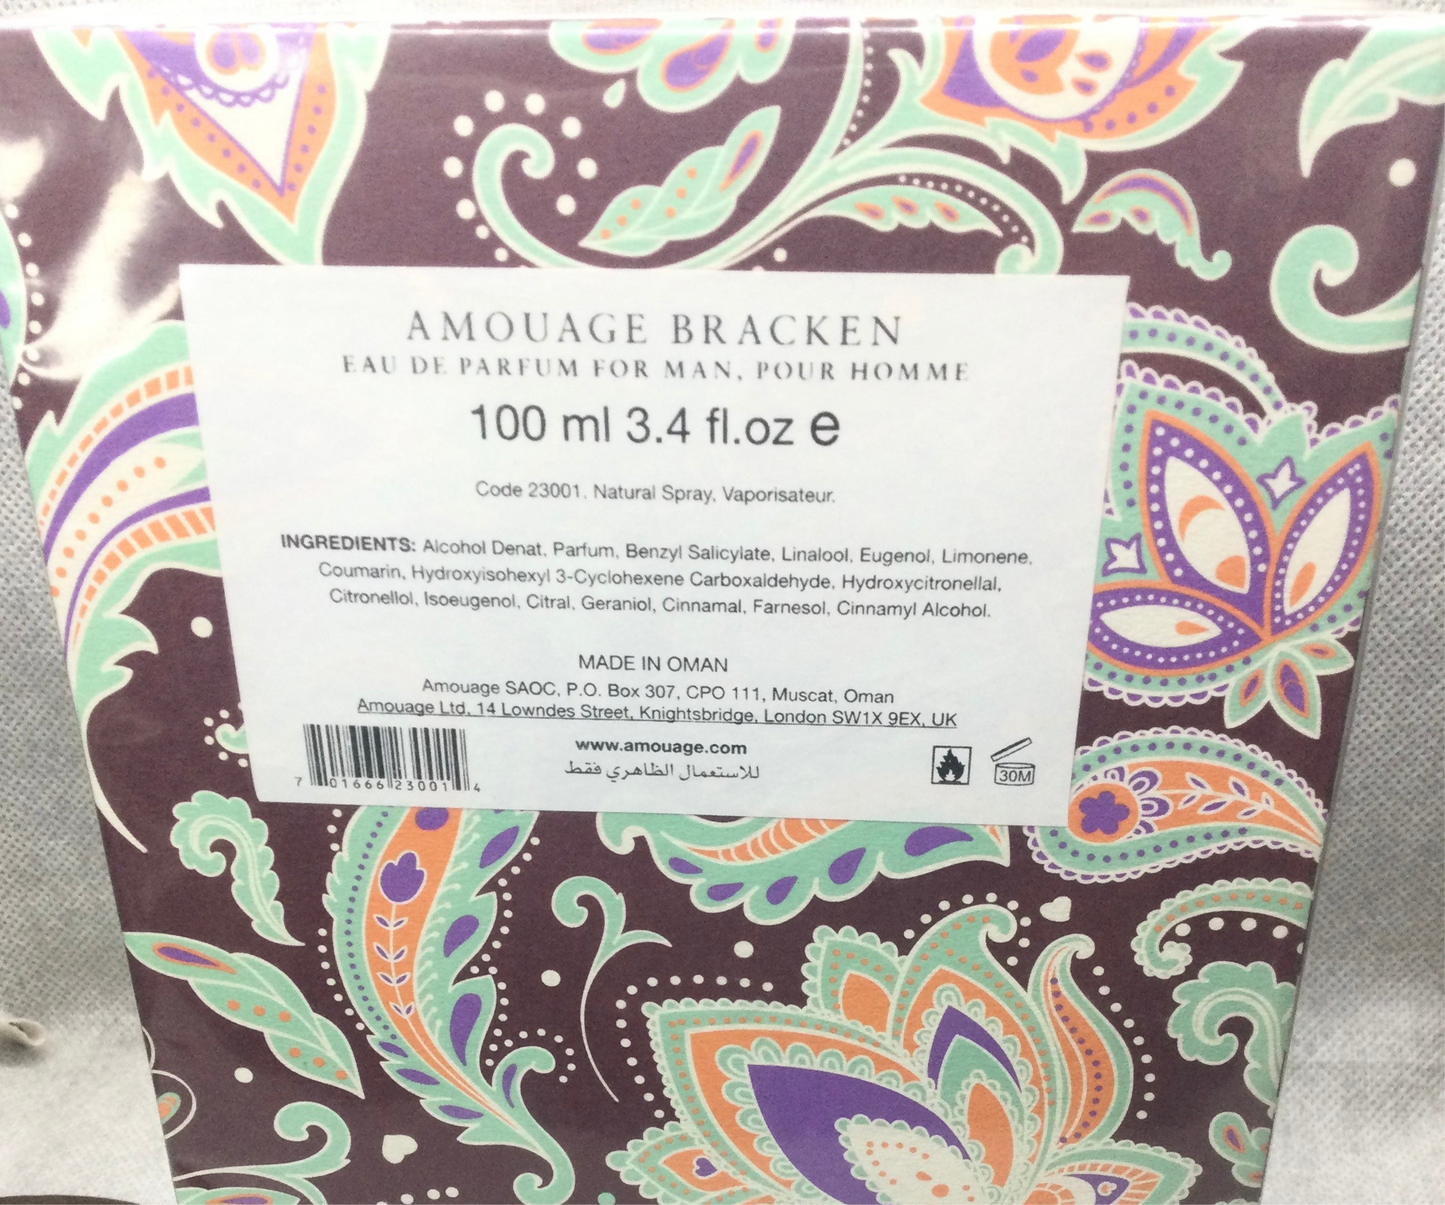 AMOUAGE BRACKEN
EAU DE PARFUM FOR MAN, POUR HOMME
100 ml 3.4 fl.oz e
Code 23001, Natural Spray, Vaporisateur.
INGREDIENTS: Alcohol Denat, Parfum, Benzyl Salicylate, Linalool, Eugenol, Limonene,
Coumarin, Hydroxyisohexyl 3-Cyclohexene Carboxaldehyde, Hydroxycitronellal,
Citronellol, Isoeugenol, Citral, Geraniol, Cinnamal, Farnesol, Cinnamyl Alcohol.
MADE IN OMAN
Amouage SAOC, P.O. Box 307, CPO 111, Muscat, Oman
Amouage Ltd, 14 Lowndes Street, Knightsbridge, London SW1X 9EX, UK
www.amouage.com
للاستعمال الظاهري فقط
30M
7 01666 23001 4